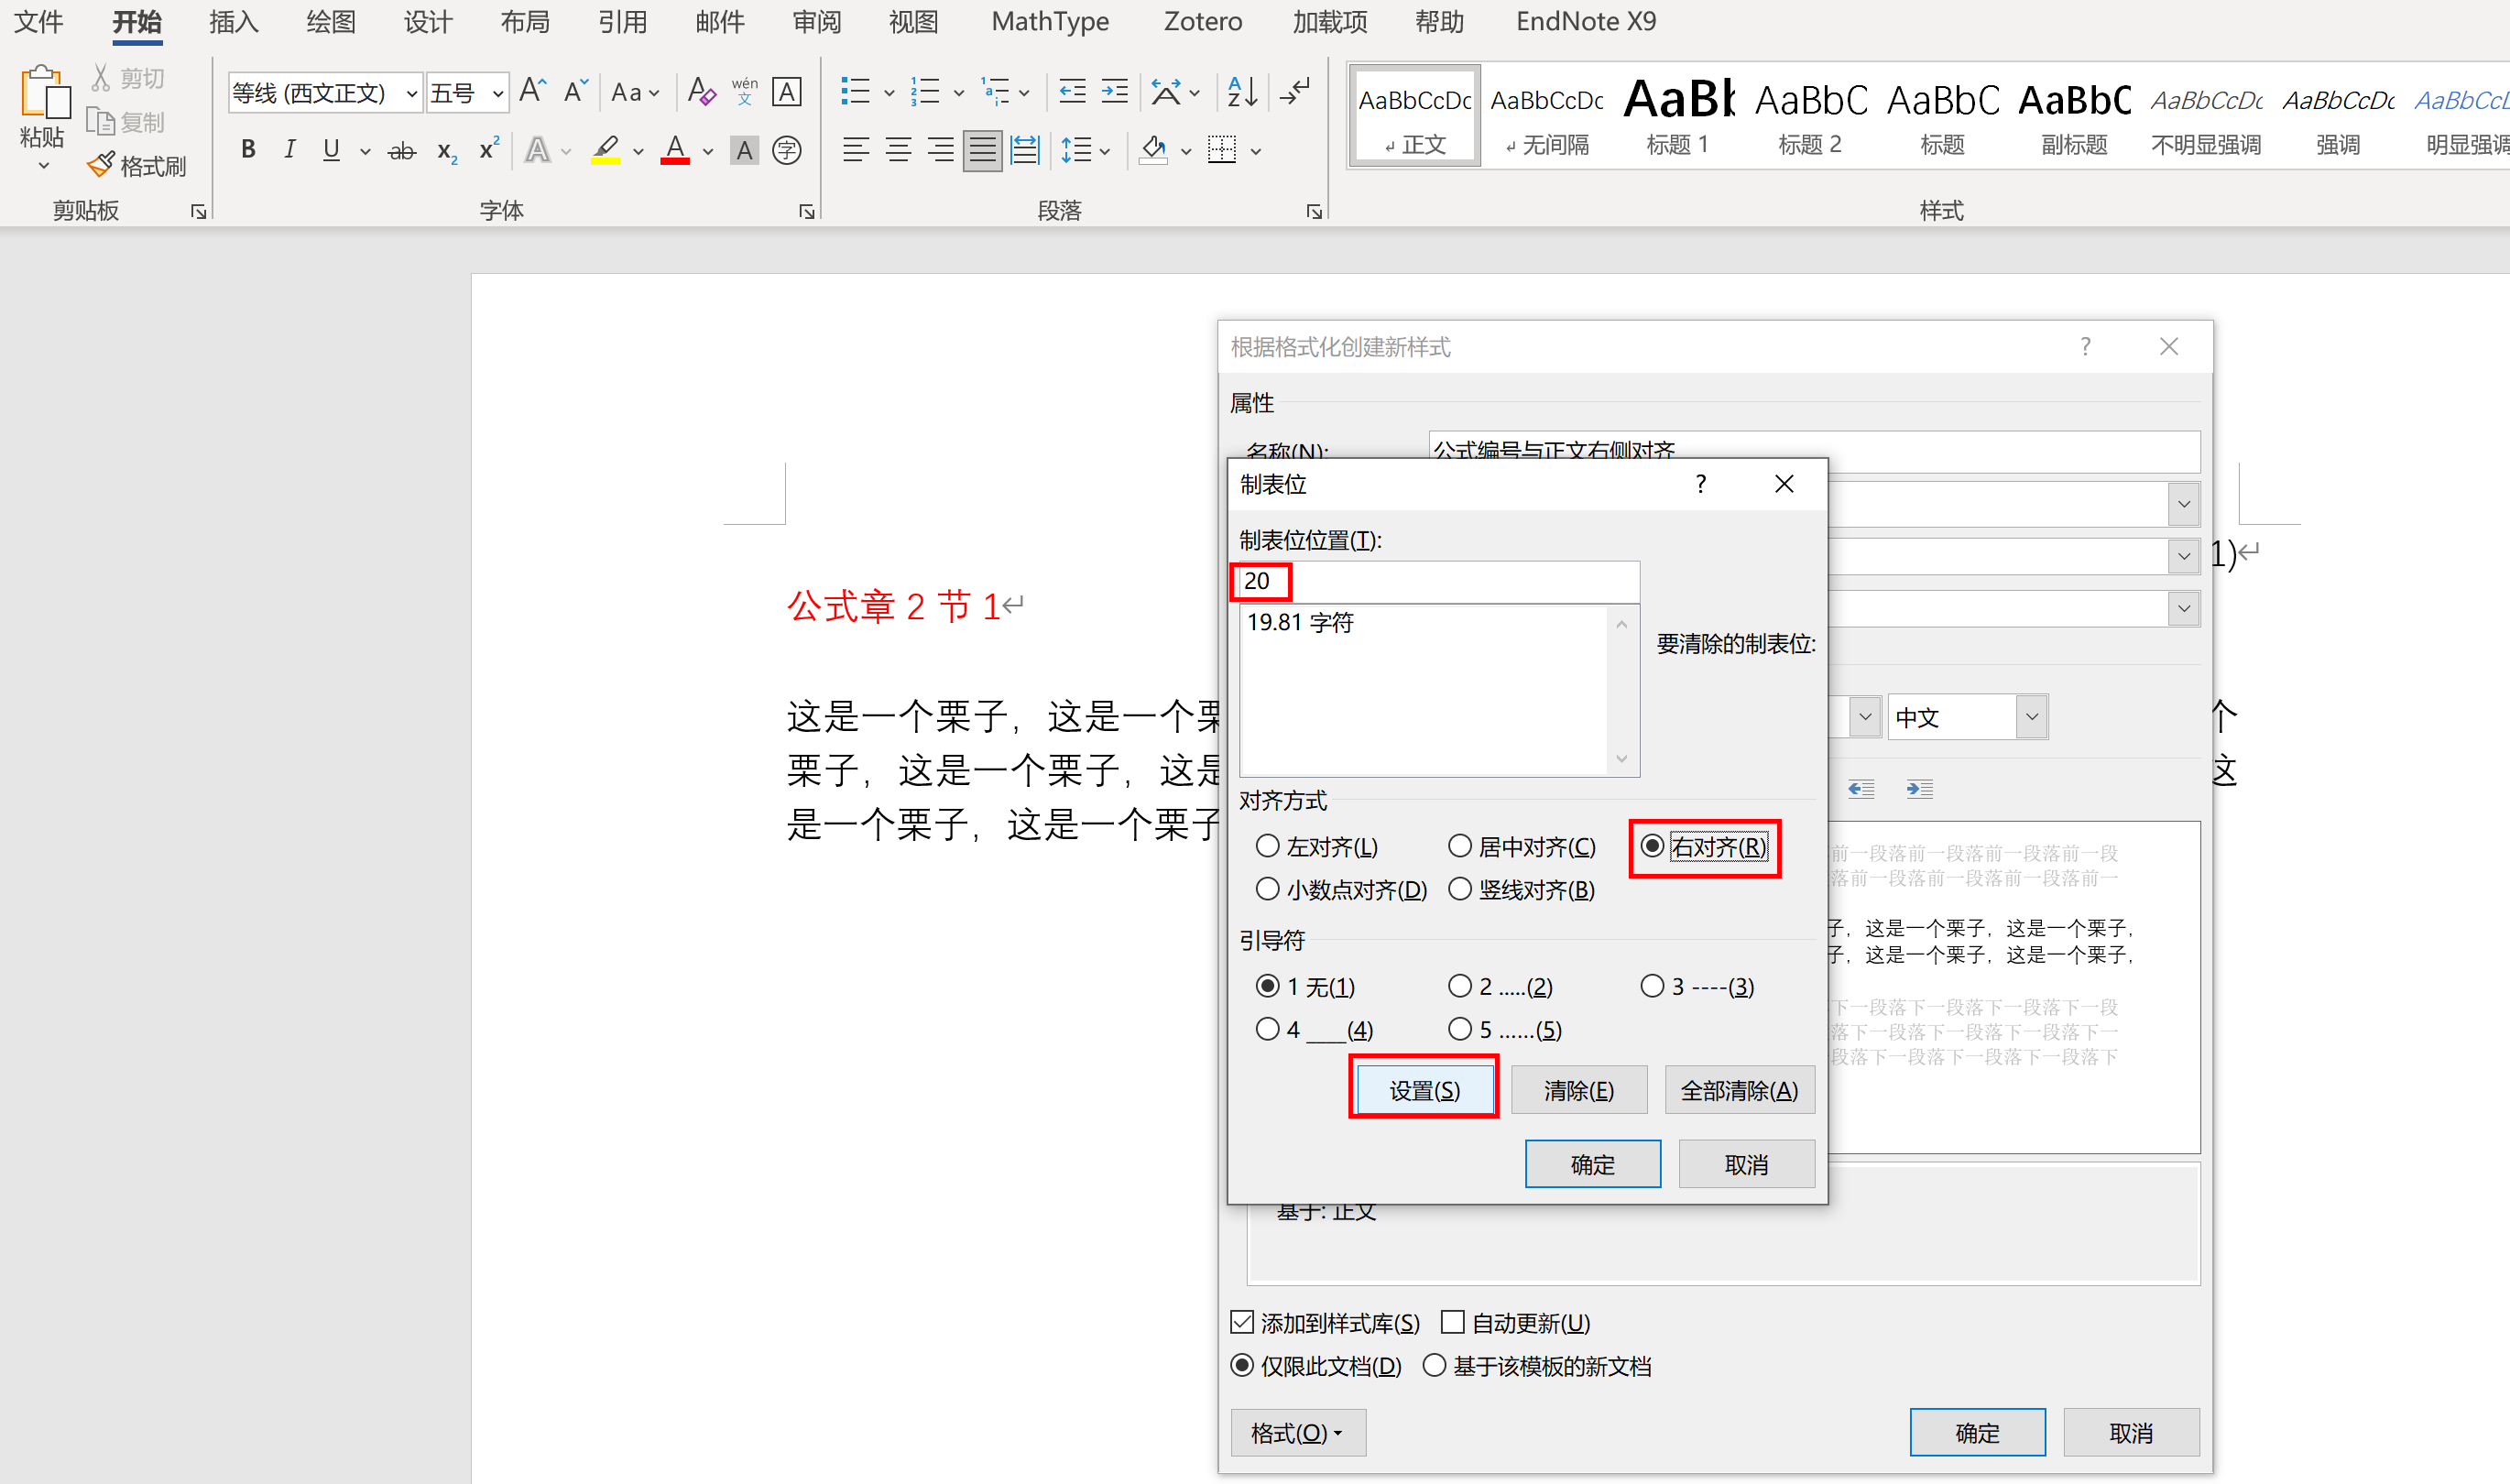 文件 开始 插入 绘图 设计 布局 引用 邮件 审阅 视图 MathType Zotero 加载项 帮助 EndNote X9
粘贴
剪切
复制
格式刷
剪贴板
等线 (西文正文) 五号
字体
段落
AaBbCcDc
正文
AaBbCcDc
无间隔
AaBb
标题 1
AaBbC
标题 2
AaBbC
标题
AaBbC
副标题
AaBbCcDc
不明显强调
AaBbCcDc
强调
AaBbCcD
明显强调
样式
公式章 2 节 1
1)
这是一个栗子，这是一个栗
个
栗子，这是一个栗子，这是
这
是一个栗子，这是一个栗子
根据格式化创建新样式
属性
名称(N):
公式编号与正文右侧对齐
制表位
制表位位置(T):
20
19.81 字符
要清除的制表位:
对齐方式
左对齐(L) 居中对齐(C) 右对齐(R)
小数点对齐(D) 竖线对齐(B)
引导符
1 无(1) 2 .....(2) 3 ----(3)
4 ____(4) 5 ......(5)
设置(S) 清除(E) 全部清除(A)
确定 取消
中文
前一段落前一段落前一段落前一段
落前一段落前一段落前一段落前一
子，这是一个栗子，这是一个栗子，
子，这是一个栗子，这是一个栗子，
下一段落下一段落下一段落下一段
落下一段落下一段落下一段落下一
段落下一段落下一段落下一段落下
基于: 正文
添加到样式库(S) 自动更新(U)
仅限此文档(D) 基于该模板的新文档
格式(O) 确定 取消